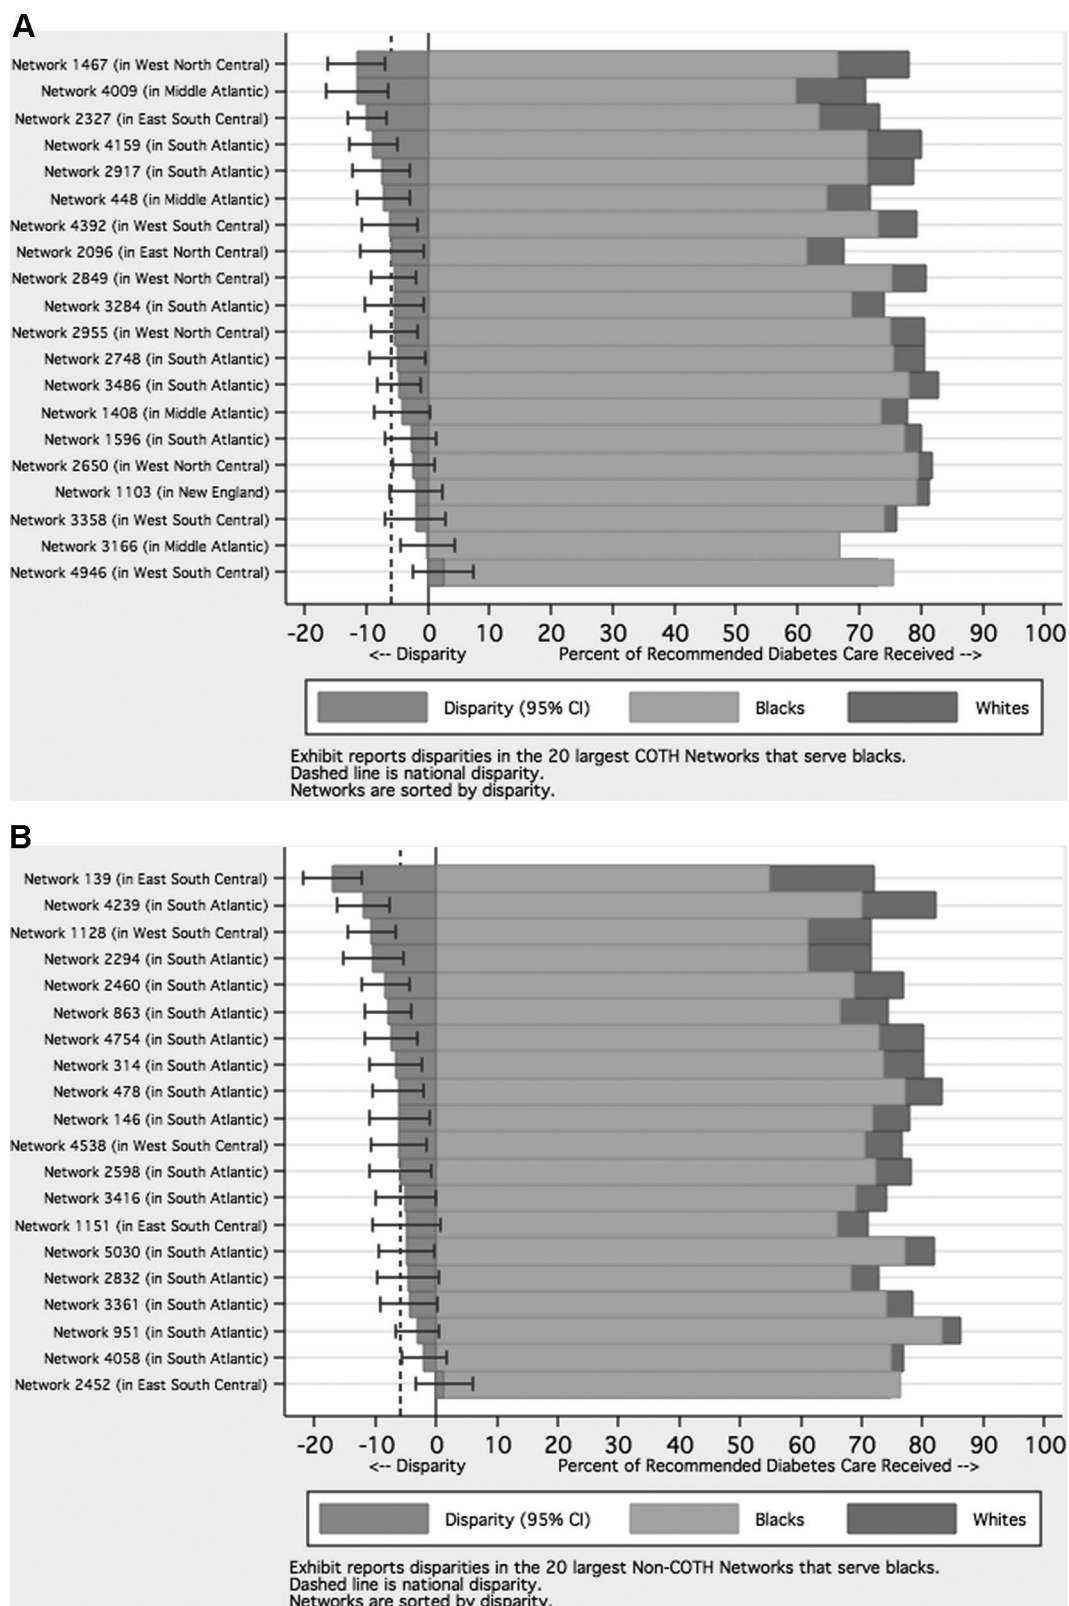 A
Network 1467 (in West North Central)
Network 4009 (in Middle Atlantic)
Network 2327 (in East South Central)
Network 4159 (in South Atlantic)
Network 2917 (in South Atlantic)
Network 448 (in Middle Atlantic)
Network 4392 (in West South Central)
Network 2096 (in East North Central)
Network 2849 (in West North Central)
Network 3284 (in South Atlantic)
Network 2955 (in West North Central)
Network 2748 (in South Atlantic)
Network 3486 (in South Atlantic)
Network 1408 (in Middle Atlantic)
Network 1596 (in South Atlantic)
Network 2650 (in West North Central)
Network 1103 (in New England)
Network 3358 (in West South Central)
Network 3166 (in Middle Atlantic)
Network 4946 (in West South Central)
-20 -10 0 10 20 30 40 50 60 70 80 90 100
<-- Disparity Percent of Recommended Diabetes Care Received -->
Disparity (95% CI) Blacks Whites
Exhibit reports disparities in the 20 largest COTH Networks that serve blacks.
Dashed line is national disparity.
Networks are sorted by disparity.
B
Network 139 (in East South Central)
Network 4239 (in South Atlantic)
Network 1128 (in West South Central)
Network 2294 (in South Atlantic)
Network 2460 (in South Atlantic)
Network 863 (in South Atlantic)
Network 4754 (in South Atlantic)
Network 314 (in South Atlantic)
Network 478 (in South Atlantic)
Network 146 (in South Atlantic)
Network 4538 (in West South Central)
Network 2598 (in South Atlantic)
Network 3416 (in South Atlantic)
Network 1151 (in East South Central)
Network 5030 (in South Atlantic)
Network 2832 (in South Atlantic)
Network 3361 (in South Atlantic)
Network 951 (in South Atlantic)
Network 4058 (in South Atlantic)
Network 2452 (in East South Central)
-20 -10 0 10 20 30 40 50 60 70 80 90 100
<-- Disparity Percent of Recommended Diabetes Care Received -->
Disparity (95% CI) Blacks Whites
Exhibit reports disparities in the 20 largest Non-COTH Networks that serve blacks.
Dashed line is national disparity.
Networks are sorted by disparity.